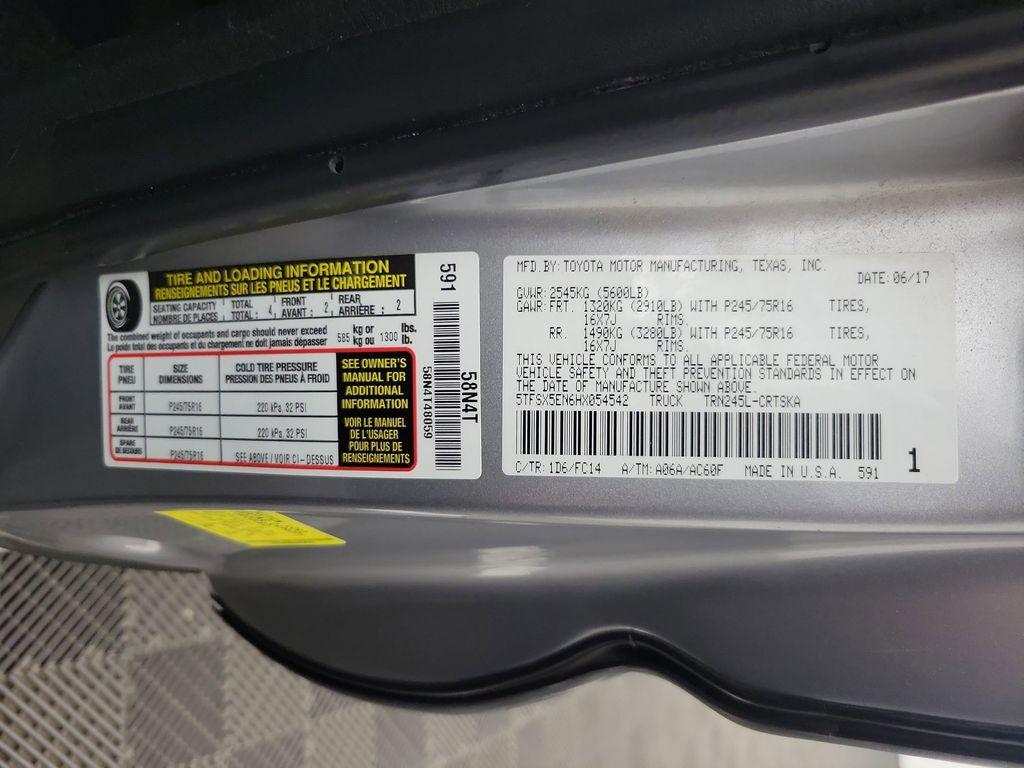 TIRE AND LOADING INFORMATION
RENSEIGNEMENTS SUR LES PNEUS ET LE CHARGEMENT
SEATING CAPACITY TOTAL FRONT REAR
NOMBRE DE PLACES TOTAL : 4 AVANT : 2 ARRIÈRE : 2
The combined weight of occupants and cargo should never exceed 585 kg or 1300 lbs.
Le poids total des occupants et du chargement ne doit jamais dépasser kg ou lb.
TIRE SIZE COLD TIRE PRESSURE
PNEU DIMENSIONS PRESSION DES PNEUS À FROID
FRONT
AVANT P245/75R16 220 kPa, 32 PSI
REAR
ARRIÈRE P245/75R16 220 kPa, 32 PSI
SPARE
DE SECOURS P245/75R16 SEE ABOVE / VOIR CI-DESSUS
SEE OWNER'S
MANUAL FOR
ADDITIONAL
INFORMATION
VOIR LE MANUEL
DE L'USAGER
POUR PLUS DE
RENSEIGNEMENTS
591
58N4T48059
58N4T
MFD.BY: TOYOTA MOTOR MANUFACTURING, TEXAS, INC.
DATE: 06/17
GVWR: 2545KG (5600LB)
GAWR: FRT. 1320KG (2910LB) WITH P245/75R16 TIRES,
16X7J RIMS.
RR. 1490KG (3280LB) WITH P245/75R16 TIRES,
16X7J RIMS.
THIS VEHICLE CONFORMS TO ALL APPLICABLE FEDERAL MOTOR
VEHICLE SAFETY AND THEFT PREVENTION STANDARDS IN EFFECT ON
THE DATE OF MANUFACTURE SHOWN ABOVE.
5TFSX5EN6HX054542 TRUCK TRN245L-CRTSKA
C/TR: 1D6/FC14 A/TM: A06A/AC60F MADE IN U.S.A. 591
1